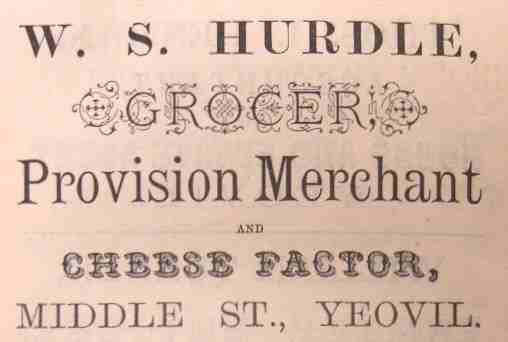 W. S. HURDLE,
GROCER,
Provision Merchant
AND
CHEESE FACTOR,
MIDDLE ST., YEOVIL.